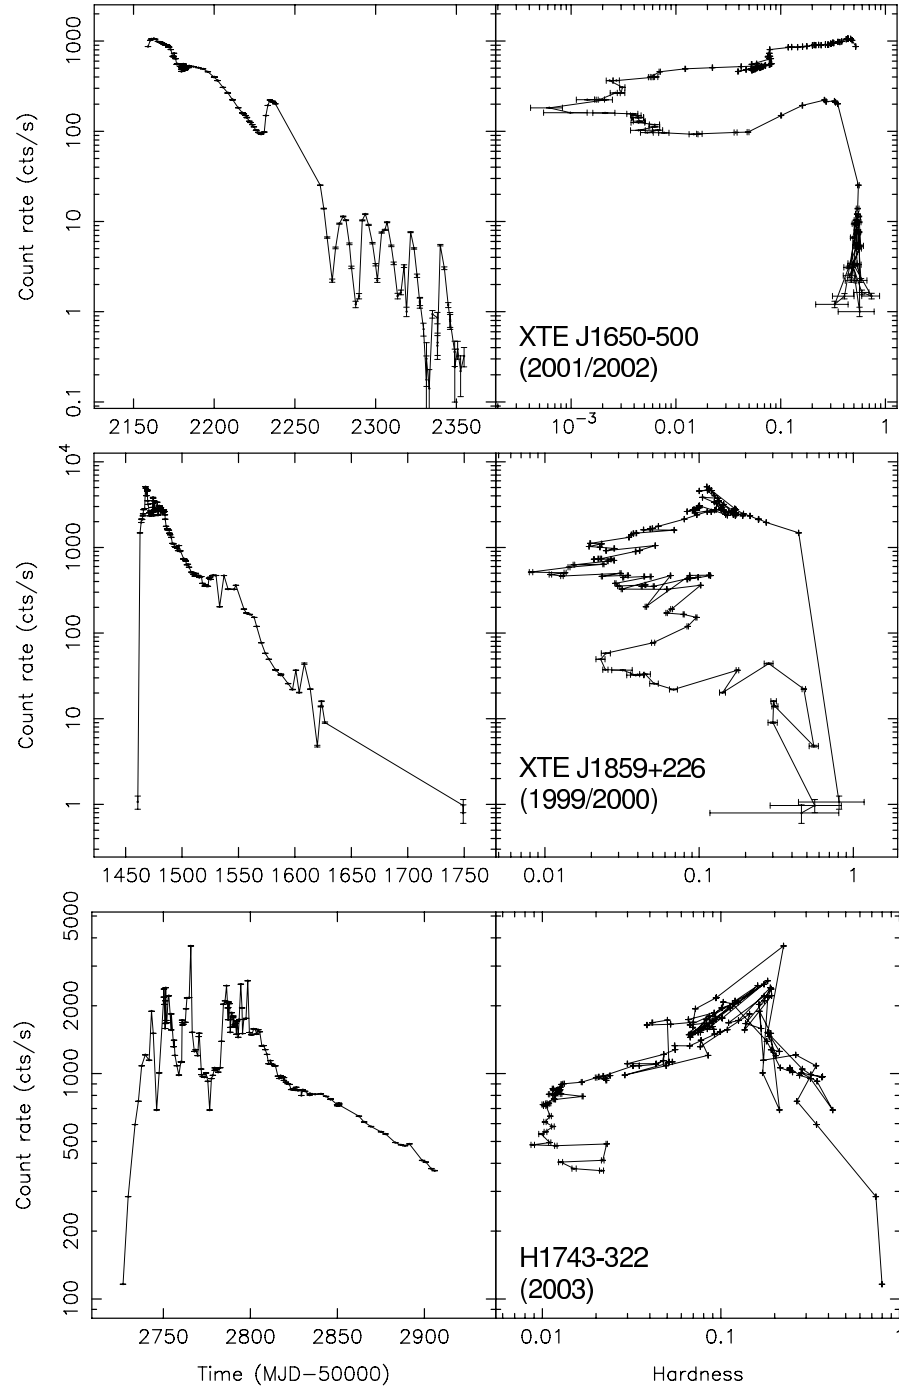 Count rate (cts/s)
1000
100
10
1
0.1
2150 2200 2250 2300 2350
10⁻³ 0.01 0.1 1
XTE J1650-500
(2001/2002)
Count rate (cts/s)
10⁴
1000
100
10
1
1450 1500 1550 1600 1650 1700 1750
0.01 0.1 1
XTE J1859+226
(1999/2000)
Count rate (cts/s)
5000
2000
1000
500
200
100
2750 2800 2850 2900
0.01 0.1 1
H1743-322
(2003)
Time (MJD−50000)
Hardness